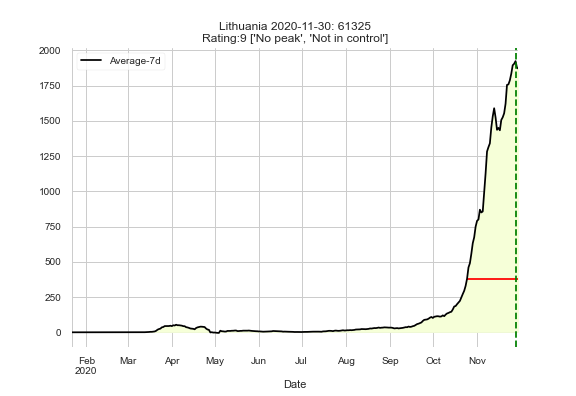 Lithuania 2020-11-30: 61325
Rating:9 ['No peak', 'Not in control']
Average-7d
2000
1750
1500
1250
1000
750
500
250
0
Feb Mar Apr May Jun Jul Aug Sep Oct Nov
2020
Date